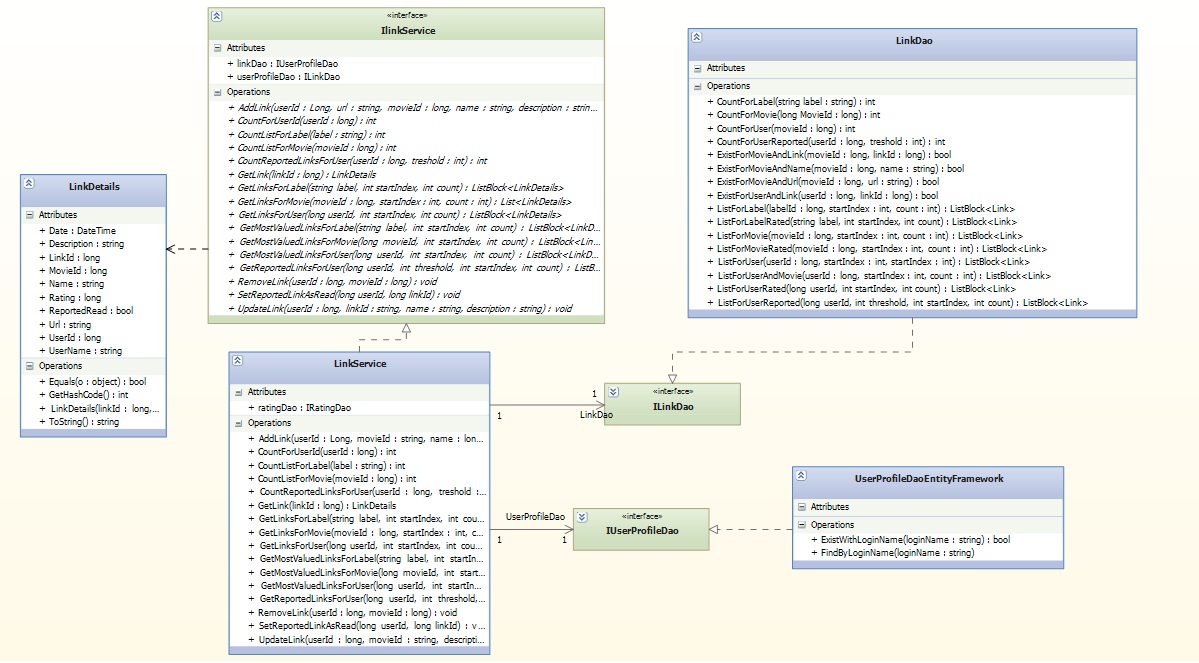 «interface»
IlinkService
Attributes
+ linkDao : IUserProfileDao
+ userProfileDao : ILinkDao
Operations
+ AddLink(userId : Long, url : string, movieId : long, name : string, description : strin...
+ CountForUserId(userId : long) : int
+ CountListForLabel(label : string) : int
+ CountListForMovie(movieId : long) : int
+ CountReportedLinksForUser(userId : long, treshold : int) : int
+ GetLink(linkId : long) : LinkDetails
+ GetLinksForLabel(string label, int startIndex, int count) : ListBlock<LinkDetails>
+ GetLinksForMovie(movieId : long, startIndex : int, count : int) : List<LinkDetails>
+ GetLinksForUser(long userId, int startIndex, int count) : ListBlock<LinkDetails>
+ GetMostValuedLinksForLabel(string label, int startIndex, int count) : ListBlock<LinkD...
+ GetMostValuedLinksForMovie(long movieId, int startIndex, int count) : ListBlock<Lin...
+ GetMostValuedLinksForUser(long userId, int startIndex, int count) : ListBlock<LinkD...
+ GetReportedLinksForUser(long userId, int threshold, int startIndex, int count) : ListB...
+ RemoveLink(userId : long, movieId : long) : void
+ SetReportedLinkAsRead(long userId, long linkId) : void
+ UpdateLink(userId : long, linkId : string, name : string, description : string) : void
LinkDao
Attributes
Operations
+ CountForLabel(string label : string) : int
+ CountForMovie(long MovieId : long) : int
+ CountForUser(movieId : long) : int
+ CountForUserReported(userId : long, treshold : int) : int
+ ExistForMovieAndLink(movieId : long, linkId : long) : bool
+ ExistForMovieAndName(movieId : long, name : string) : bool
+ ExistForMovieAndUrl(movieId : long, url : string) : bool
+ ExistForUserAndLink(userId : long, linkId : long) : bool
+ ListForLabel(labelId : long, startIndex : int, count : int) : ListBlock<Link>
+ ListForLabelRated(string label, int startIndex, int count) : ListBlock<Link>
+ ListForMovie(movieId : long, startIndex : int, count : int) : ListBlock<Link>
+ ListForMovieRated(movieId : long, startIndex : int, count : int) : ListBlock<Link>
+ ListForUser(userId : long, startIndex : int, startIndex : int) : ListBlock<Link>
+ ListForUserAndMovie(userId : long, startIndex : int, count : int) : ListBlock<Link>
+ ListForUserRated(long userId, int startIndex, int count) : ListBlock<Link>
+ ListForUserReported(long userId, int threshold, int startIndex, int count) : ListBlock<Link>
LinkDetails
Attributes
+ Date : DateTime
+ Description : string
+ LinkId : long
+ MovieId : long
+ Name : string
+ Rating : long
+ ReportedRead : bool
+ Url : string
+ UserId : long
+ UserName : string
Operations
+ Equals(o : object) : bool
+ GetHashCode() : int
+ LinkDetails(linkId : long,...
+ ToString() : string
LinkService
Attributes
+ ratingDao : IRatingDao
Operations
+ AddLink(userId : Long, movieId : string, name : lon...
+ CountForUserId(userId : long) : int
+ CountListForLabel(label : string) : int
+ CountListForMovie(movieId : long) : int
+ CountReportedLinksForUser(userId : long, treshold :...
+ GetLink(linkId : long) : LinkDetails
+ GetLinksForLabel(string label, int startIndex, int cou...
+ GetLinksForMovie(movieId : long, startIndex : int, c...
+ GetLinksForUser(long userId, int startIndex, int cou...
+ GetMostValuedLinksForLabel(string label, int startIn...
+ GetMostValuedLinksForMovie(long movieId, int start...
+ GetMostValuedLinksForUser(long userId, int startIn...
+ GetReportedLinksForUser(long userId, int threshold,...
+ RemoveLink(userId : long, movieId : long) : void
+ SetReportedLinkAsRead(long userId, long linkId) : v...
+ UpdateLink(userId : long, movieId : string, descripti...
1
1
LinkDao
«interface»
ILinkDao
UserProfileDao
1
1
«interface»
IUserProfileDao
UserProfileDaoEntityFramework
Attributes
Operations
+ ExistWithLoginName(loginName : string) : bool
+ FindByLoginName(loginName : string)